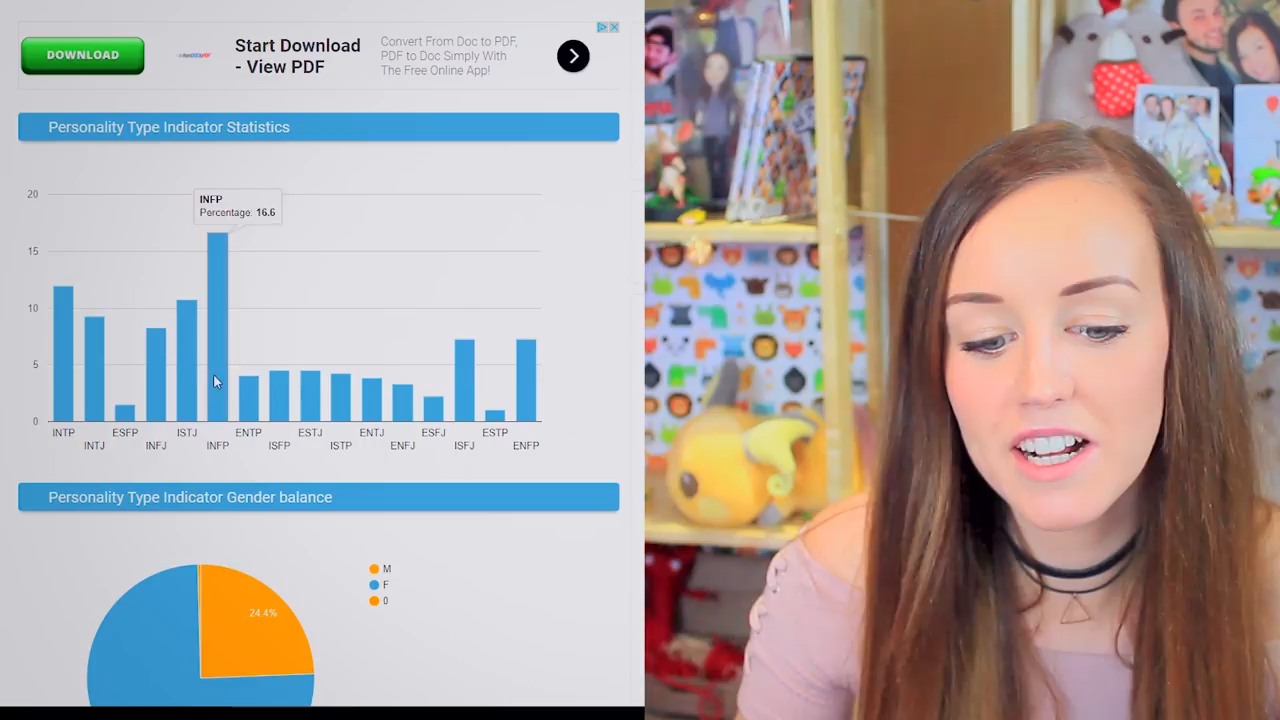 DOWNLOAD
Start Download
- View PDF
Convert From Doc to PDF,
PDF to Doc Simply With
The Free Online App!
Personality Type Indicator Statistics
20
15
10
5
0
INFP
Percentage: 16.6
INTP
INTJ
ESFP
INFJ
ISTJ
INFP
ENTP
ISFP
ESTJ
ISTP
ENTJ
ENFJ
ESFJ
ISFJ
ESTP
ENFP
Personality Type Indicator Gender balance
M
F
0
24.4%